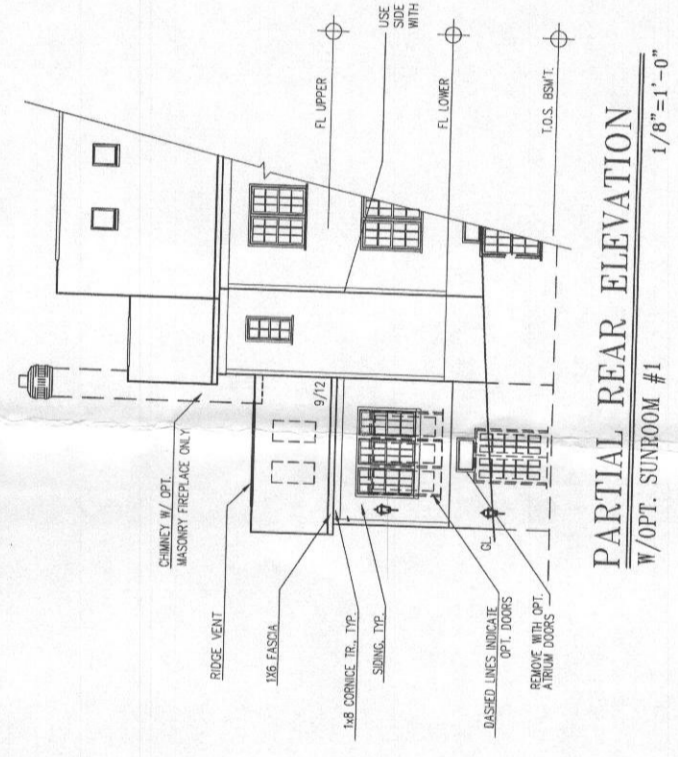 CHIMNEY W/ OPT.
MASONRY FIREPLACE ONLY
RIDGE VENT
1X6 FASCIA
9/12
1x8 CORNICE TR., TYP.
SIDING, TYP.
DASHED LINES INDICATE
OPT. DOORS
GL
REMOVE WITH OPT.
ATRIUM DOORS
FL UPPER
USE
SIDE
WITH
FL LOWER
T.O.S. BSM'T.
PARTIAL REAR ELEVATION
W/OPT. SUNROOM #1
1/8"=1'-0"